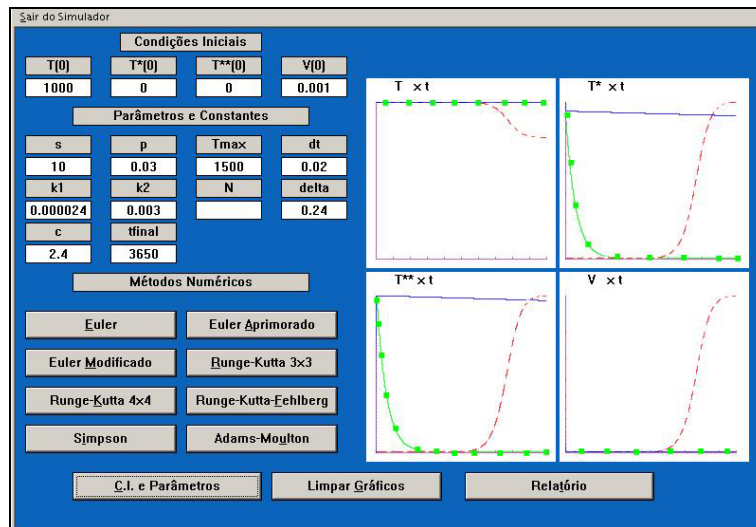 Sair do Simulador
Condições Iniciais
T(0) T*(0) T**(0) V(0)
1000 0 0 0.001
Parâmetros e Constantes
s p Tmax dt
10 0.03 1500 0.02
k1 k2 N delta
0.000024 0.003 0.24
c tfinal
2.4 3650
Métodos Numéricos
Euler Euler Aprimorado
Euler Modificado Runge-Kutta 3x3
Runge-Kutta 4x4 Runge-Kutta-Fehlberg
Simpson Adams-Moulton
C.I. e Parâmetros Limpar Gráficos Relatório
T x t
T* x t
T** x t
V x t